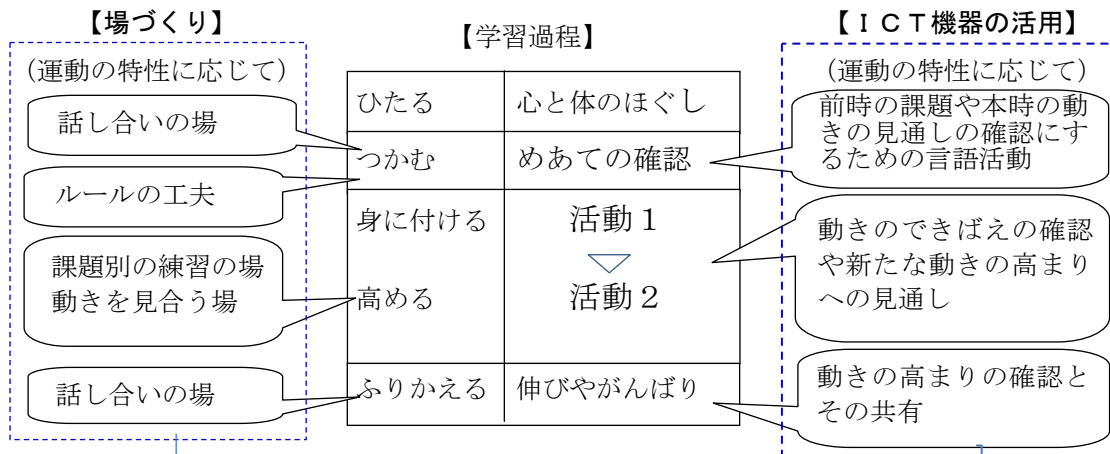 【場づくり】
(運動の特性に応じて)
話し合いの場
ルールの工夫
課題別の練習の場
動きを見合う場
話し合いの場
【学習過程】
ひたる
心と体のほぐし
つかむ
めあての確認
身に付ける
活動1
高める
活動2
ふりかえる
伸びやがんばり
【ICT機器の活用】
(運動の特性に応じて)
前時の課題や本時の動
きの見通しの確認にす
るための言語活動
動きのできばえの確認
や新たな動きの高まり
への見通し
動きの高まりの確認と
その共有